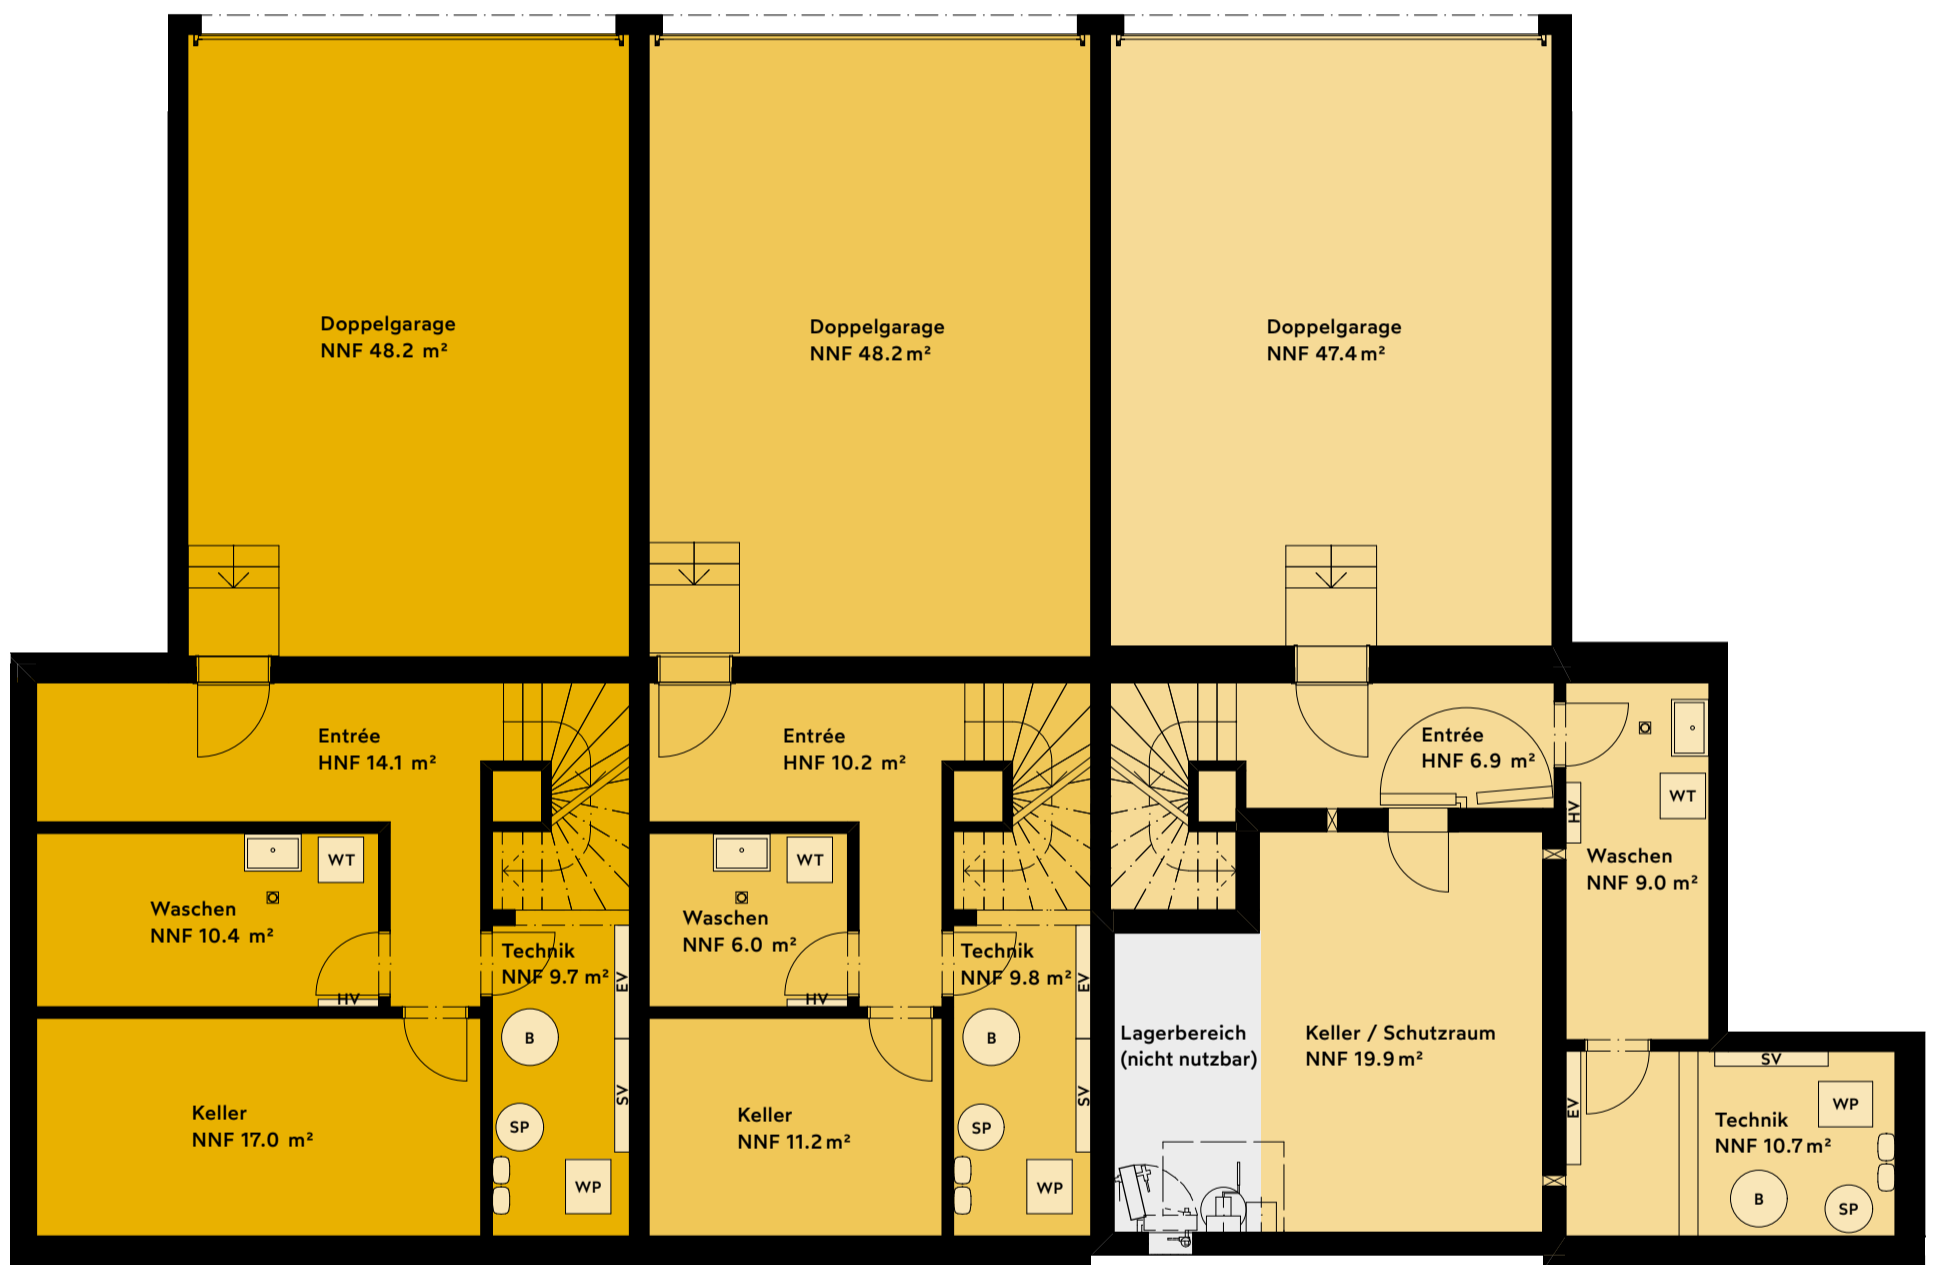 Doppelgarage
NNF 48.2 m²
Doppelgarage
NNF 48.2 m²
Doppelgarage
NNF 47.4 m²
Entrée
HNF 14.1 m²
Entrée
HNF 10.2 m²
Entrée
HNF 6.9 m²
WT
HV
WT
WT
Waschen
NNF 9.0 m²
Waschen
NNF 10.4 m²
HV
Waschen
NNF 6.0 m²
HV
Technik
NNF 9.7 m²
EV
Technik
NNF 9.8 m²
EV
B
B
Lagerbereich
(nicht nutzbar)
Keller / Schutzraum
NNF 19.9 m²
SV
Keller
NNF 17.0 m²
SP
SV
WP
Keller
NNF 11.2 m²
SP
SV
WP
EV
WP
Technik
NNF 10.7 m²
B
SP